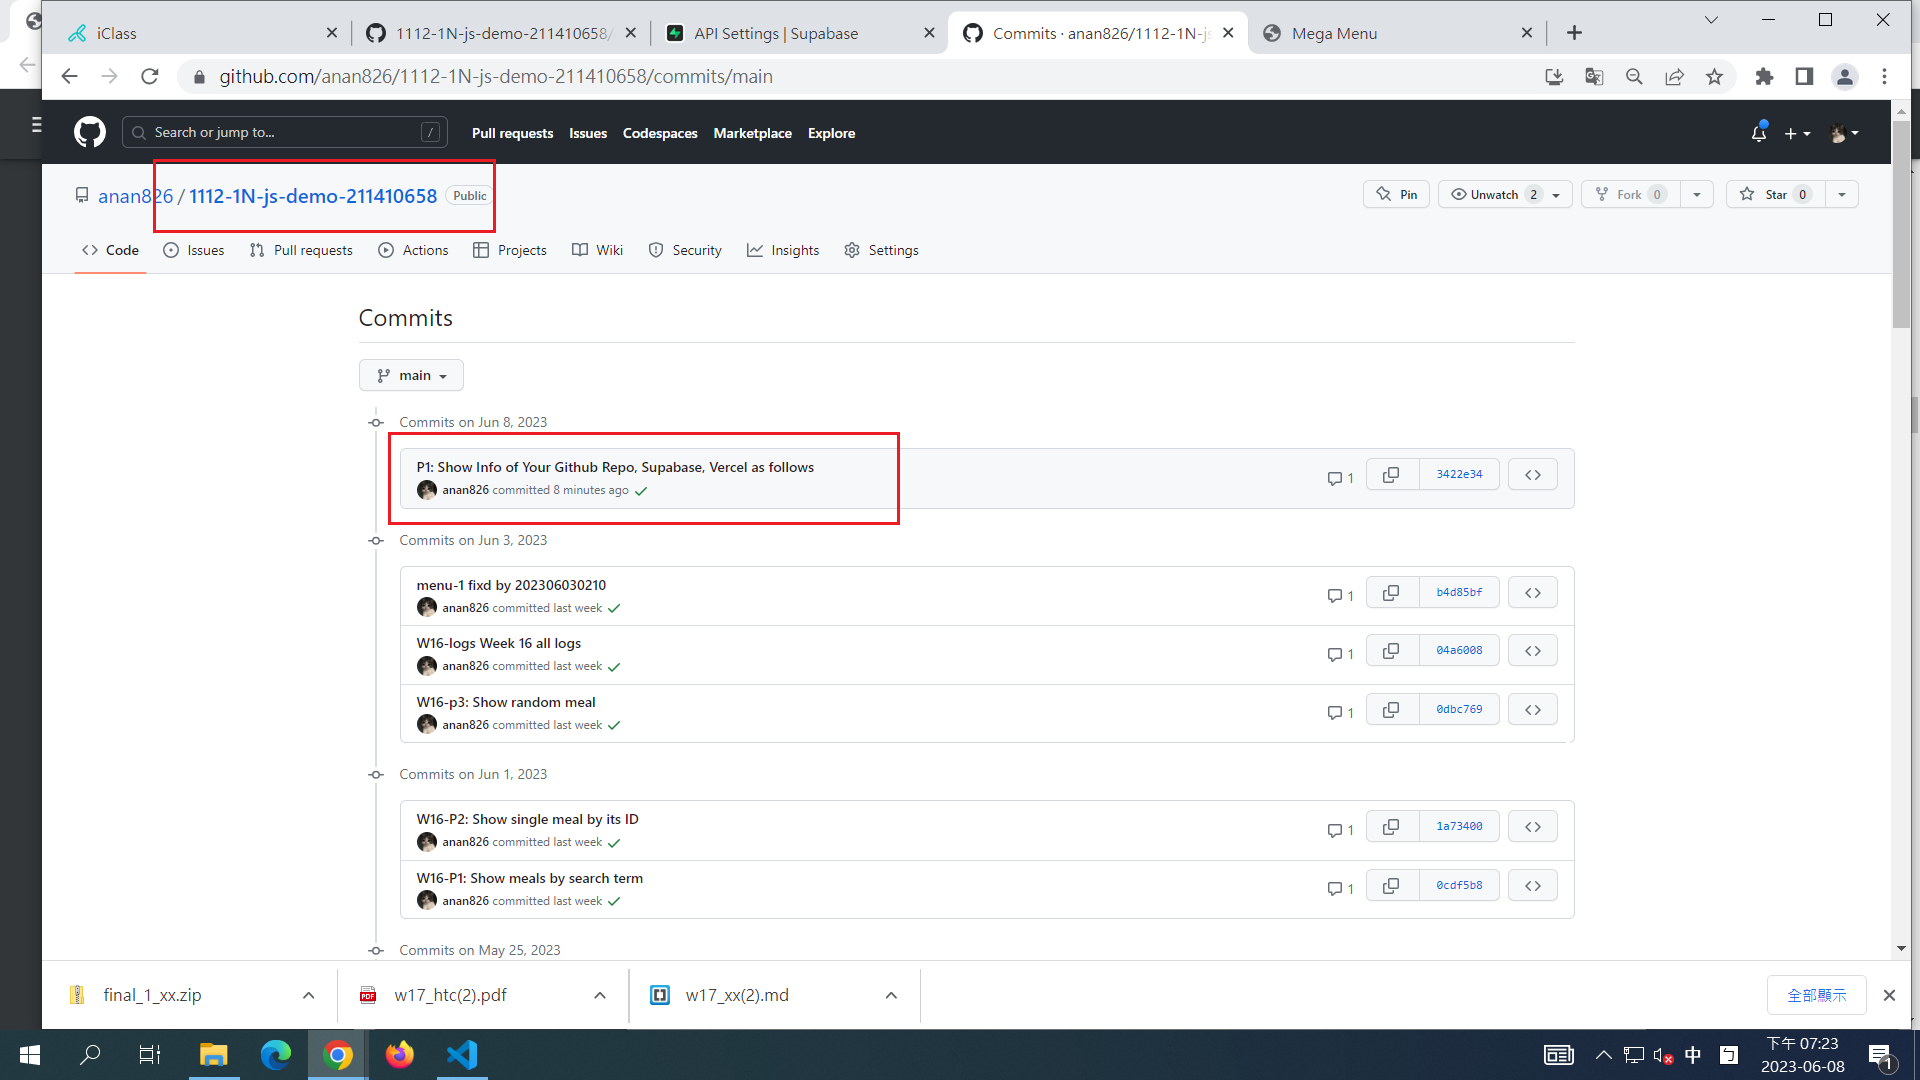 iClass
1112-1N-js-demo-211410658/
API Settings | Supabase
Commits · anan826/1112-1N-js
Mega Menu
github.com/anan826/1112-1N-js-demo-211410658/commits/main
Search or jump to...
/
Pull requests
Issues
Codespaces
Marketplace
Explore
anan826 / 1112-1N-js-demo-211410658
Public
Pin
Unwatch 2
Fork 0
Star 0
Code
Issues
Pull requests
Actions
Projects
Wiki
Security
Insights
Settings
Commits
main
Commits on Jun 8, 2023
P1: Show Info of Your Github Repo, Supabase, Vercel as follows
anan826 committed 8 minutes ago
1
3422e34
Commits on Jun 3, 2023
menu-1 fixd by 202306030210
anan826 committed last week
1
b4d85bf
W16-logs Week 16 all logs
anan826 committed last week
1
04a6008
W16-p3: Show random meal
anan826 committed last week
1
0dbc769
Commits on Jun 1, 2023
W16-P2: Show single meal by its ID
anan826 committed last week
1
1a73400
W16-P1: Show meals by search term
anan826 committed last week
1
0cdf5b8
Commits on May 25, 2023
final_1_xx.zip
PDF
w17_htc(2).pdf
w17_xx(2).md
全部顯示
中
ㄅ
下午 07:23
2023-06-08
1